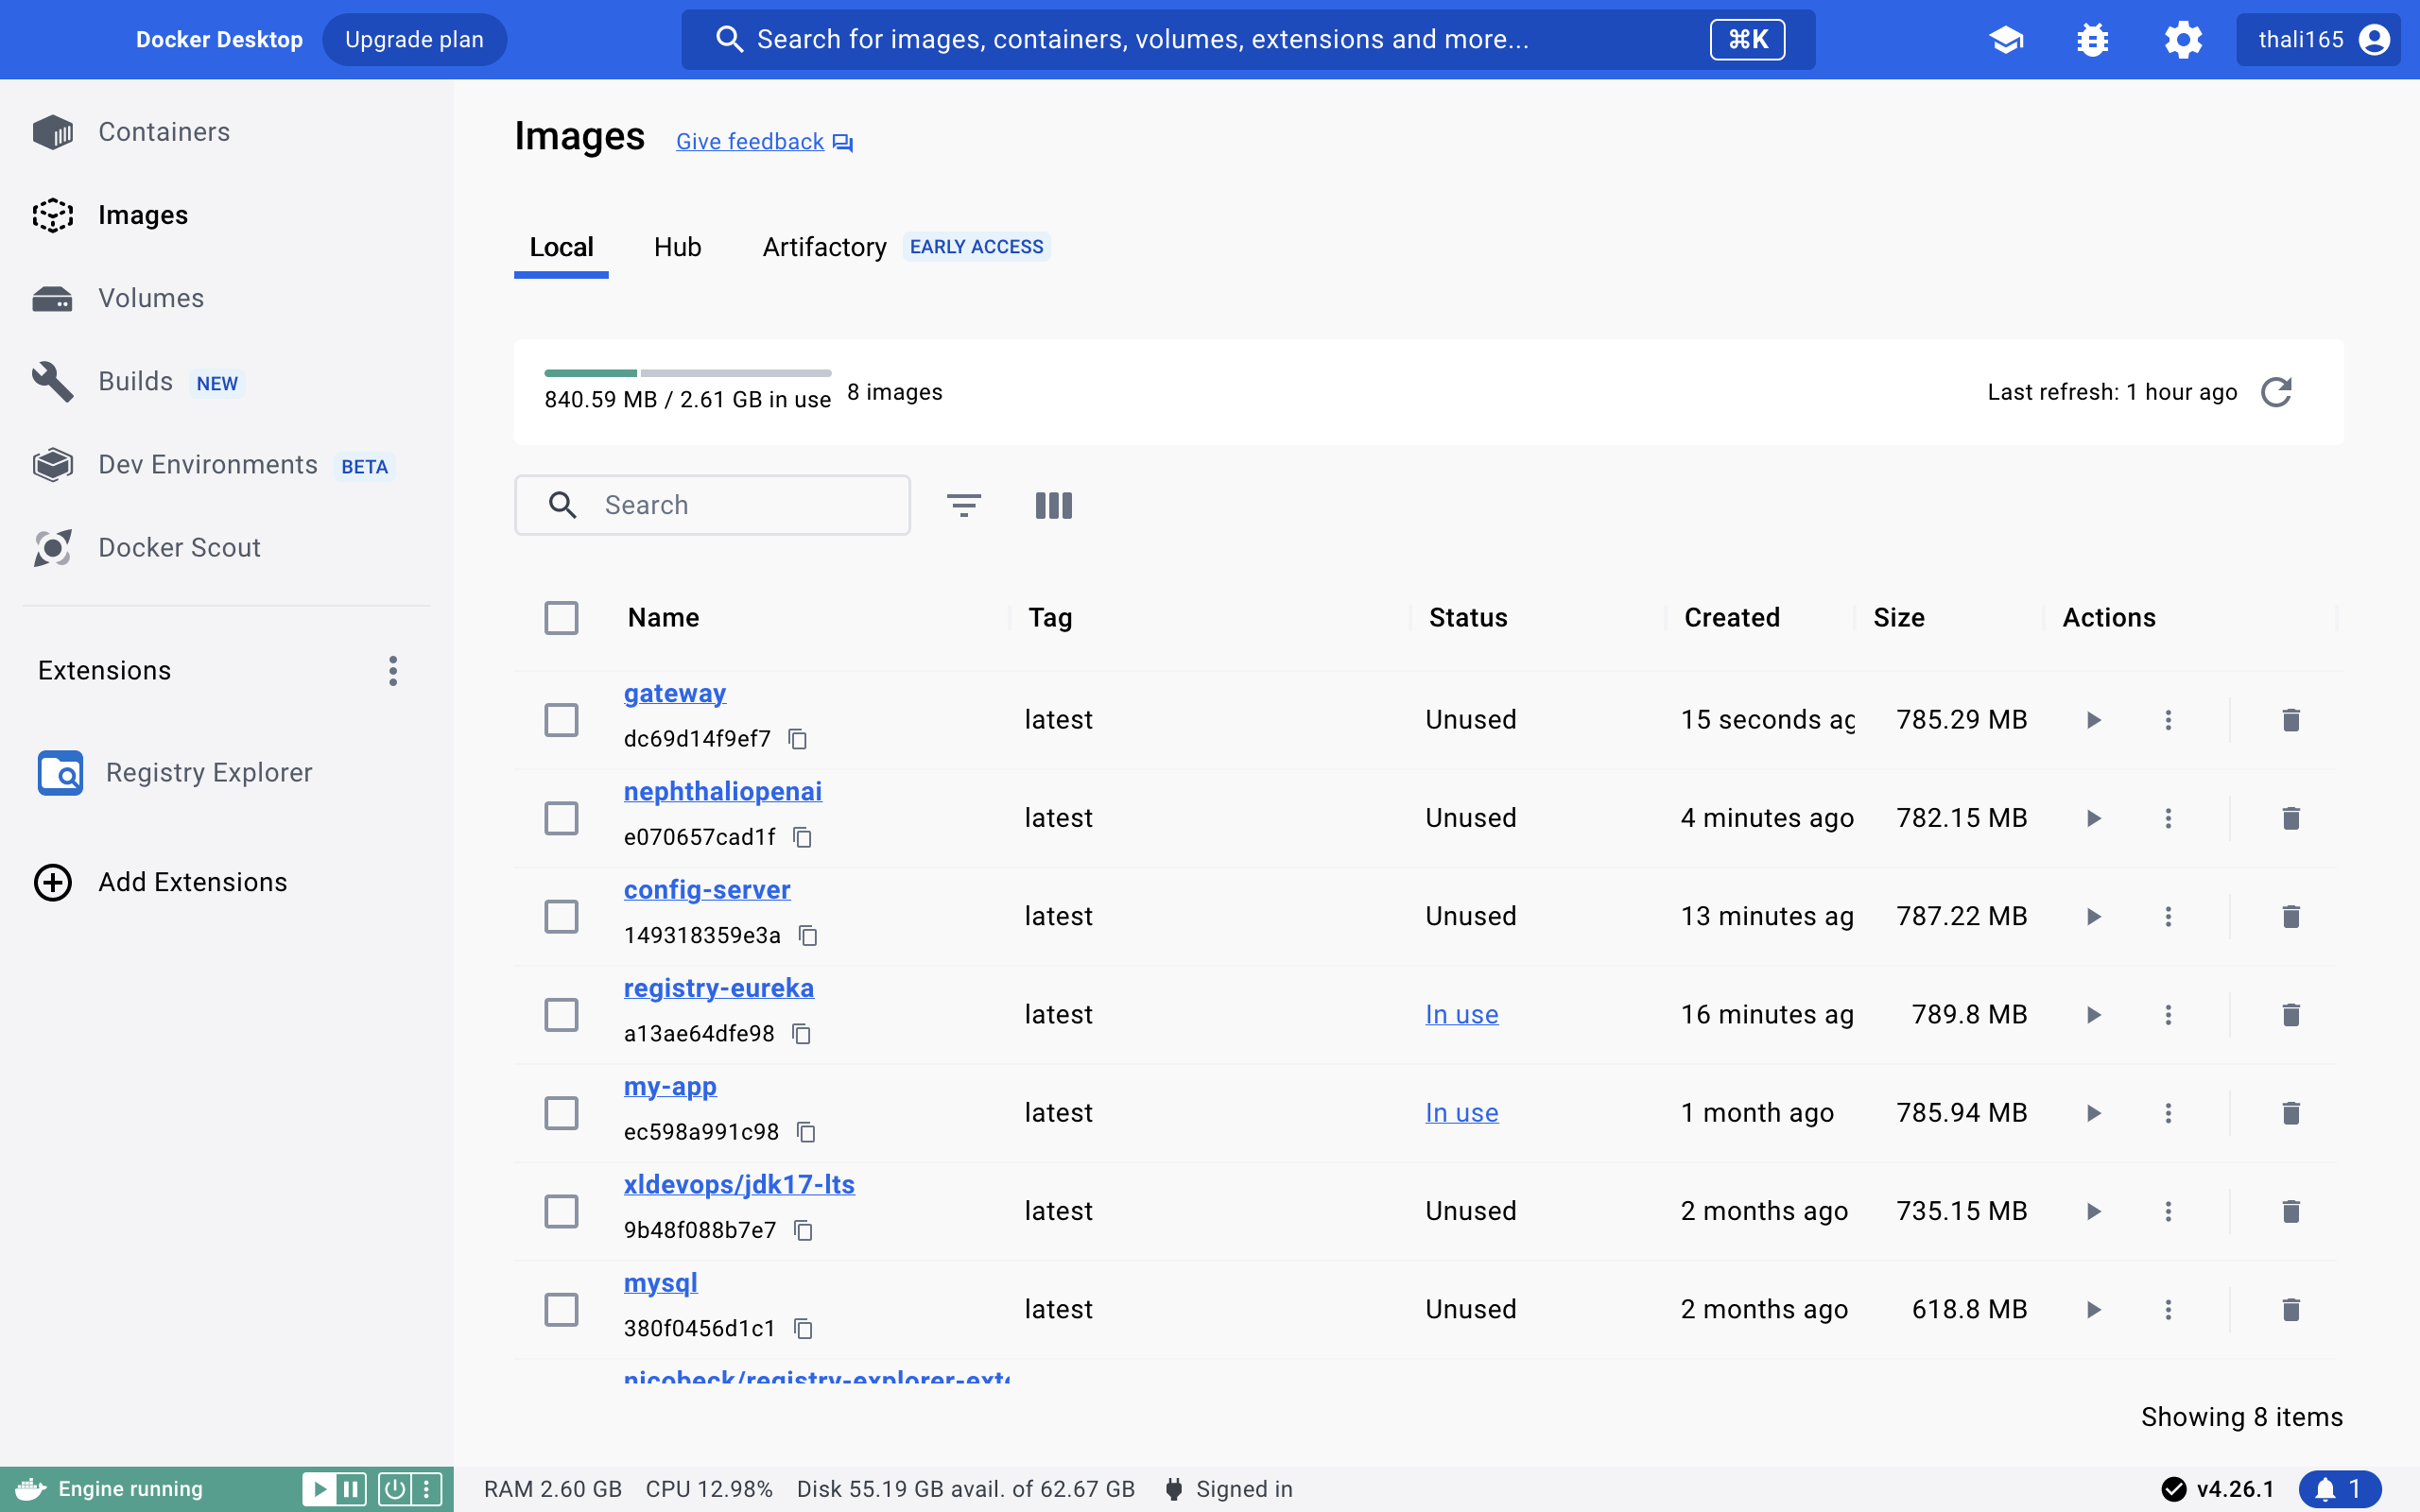 Docker Desktop Upgrade plan Search for images, containers, volumes, extensions and more... ⌘K thali165
Containers
Images
Volumes
Builds NEW
Dev Environments BETA
Docker Scout
Extensions
Registry Explorer
Add Extensions
Images Give feedback
Local Hub Artifactory EARLY ACCESS
840.59 MB / 2.61 GB in use 8 images Last refresh: 1 hour ago
Search
Name Tag Status Created Size Actions
gateway
dc69d14f9ef7 latest Unused 15 seconds ag 785.29 MB
nephthaliopenai
e070657cad1f latest Unused 4 minutes ago 782.15 MB
config-server
149318359e3a latest Unused 13 minutes ag 787.22 MB
registry-eureka
a13ae64dfe98 latest In use 16 minutes ag 789.8 MB
my-app
ec598a991c98 latest In use 1 month ago 785.94 MB
xldevops/jdk17-lts
9b48f088b7e7 latest Unused 2 months ago 735.15 MB
mysql
380f0456d1c1 latest Unused 2 months ago 618.8 MB
nicobeck/registry-explorer-exte
Showing 8 items
Engine running RAM 2.60 GB CPU 12.98% Disk 55.19 GB avail. of 62.67 GB Signed in v4.26.1 1